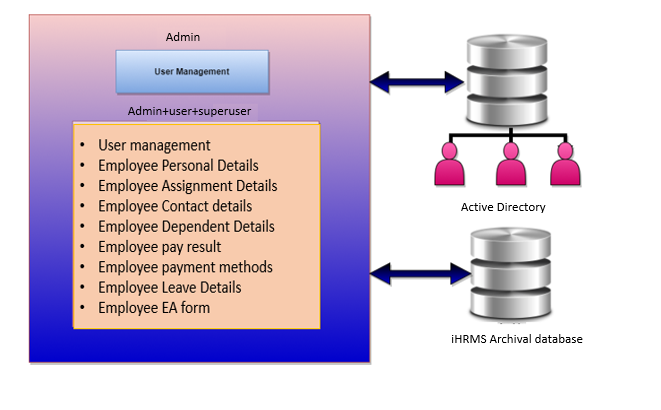 Admin
User Management
Admin+user+superuser
• User management
• Employee Personal Details
• Employee Assignment Details
• Employee Contact details
• Employee Dependent Details
• Employee pay result
• Employee payment methods
• Employee Leave Details
• Employee EA form
Active Directory
iHRMS Archival database